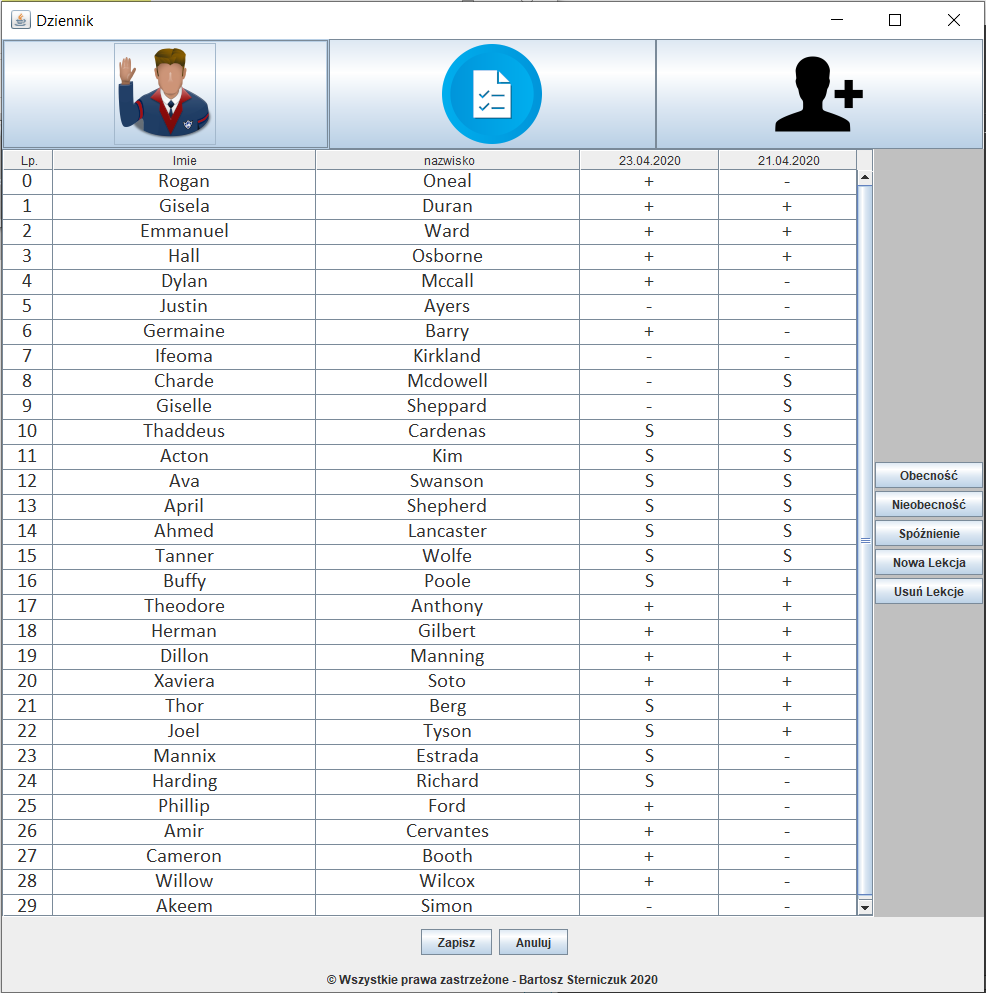 Dziennik
Lp. Imie nazwisko 23.04.2020 21.04.2020
0 Rogan Oneal + -
1 Gisela Duran + +
2 Emmanuel Ward + +
3 Hall Osborne + +
4 Dylan Mccall + -
5 Justin Ayers - -
6 Germaine Barry + -
7 Ifeoma Kirkland - -
8 Charde Mcdowell - S
9 Giselle Sheppard - S
10 Thaddeus Cardenas S S
11 Acton Kim S S
12 Ava Swanson S S
13 April Shepherd S S
14 Ahmed Lancaster S S
15 Tanner Wolfe S S
16 Buffy Poole S +
17 Theodore Anthony + +
18 Herman Gilbert + +
19 Dillon Manning + +
20 Xaviera Soto + +
21 Thor Berg S +
22 Joel Tyson S +
23 Mannix Estrada S -
24 Harding Richard S -
25 Phillip Ford + -
26 Amir Cervantes + -
27 Cameron Booth + -
28 Willow Wilcox + -
29 Akeem Simon - -
Obecność
Nieobecność
Spóźnienie
Nowa Lekcja
Usuń Lekcje
Zapisz Anuluj
© Wszystkie prawa zastrzeżone - Bartosz Sterniczuk 2020